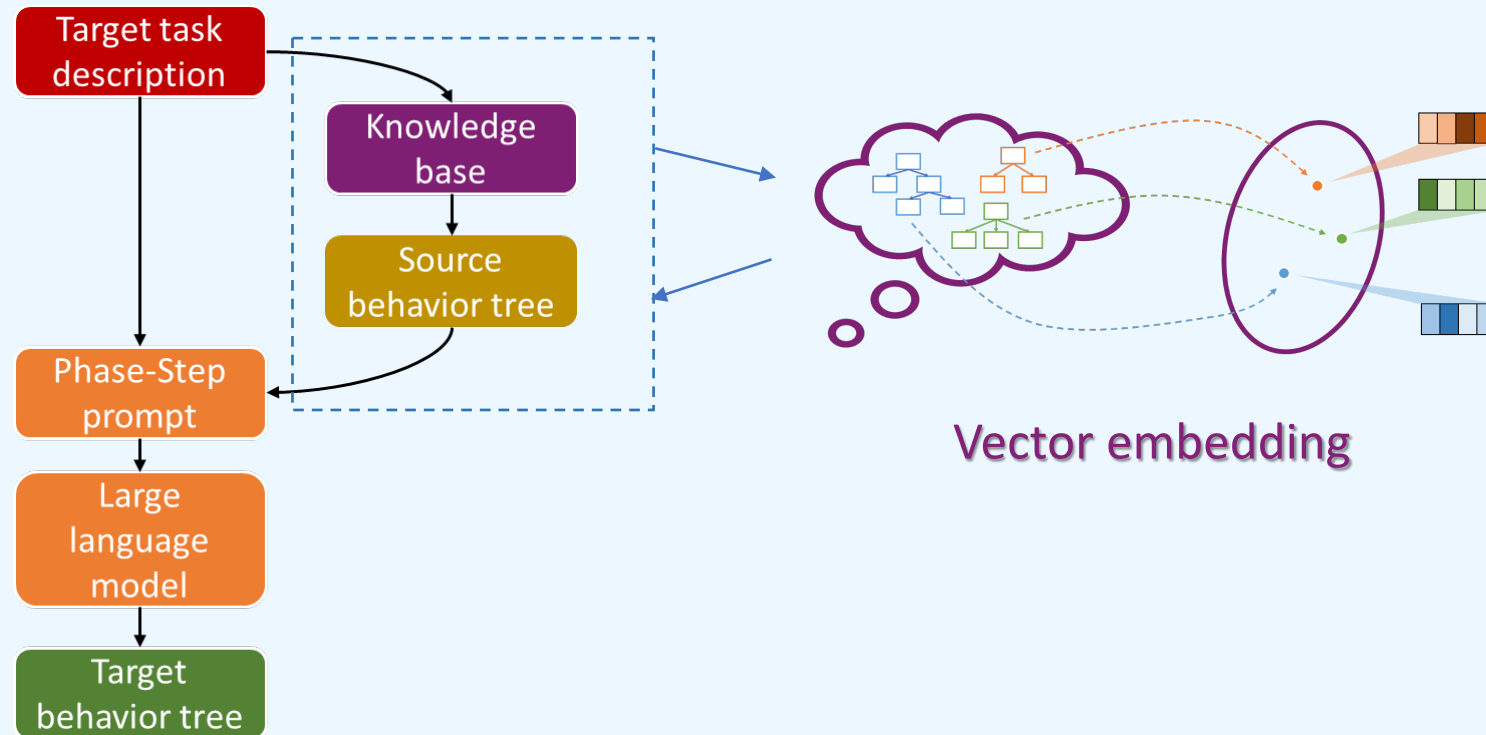 Target task
description
Knowledge
base
Source
behavior tree
Phase-Step
prompt
Large
language
model
Target
behavior tree
Vector embedding